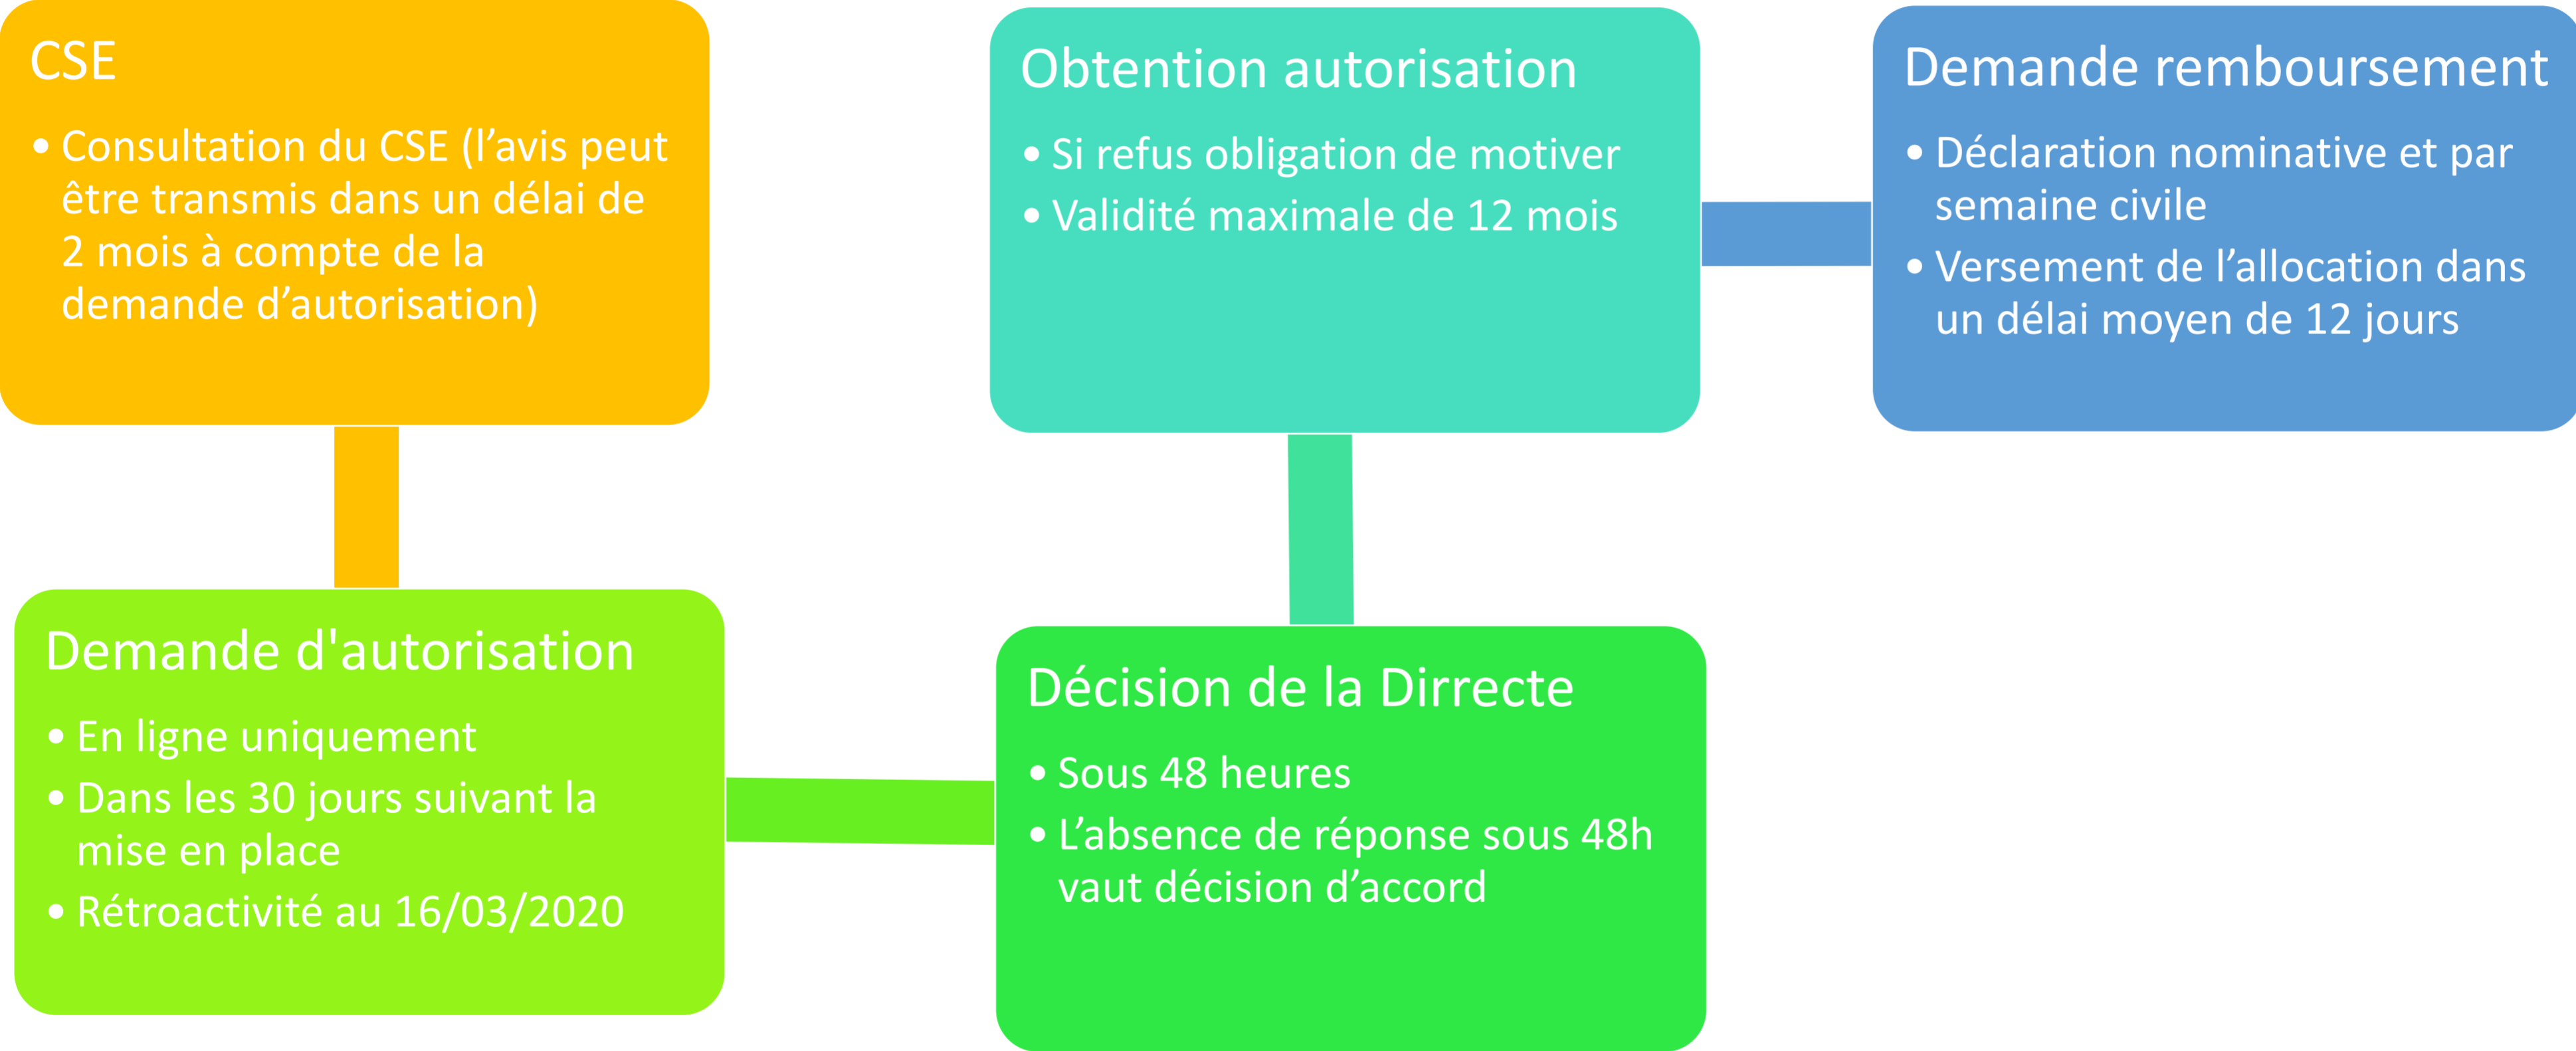 CSE
• Consultation du CSE (l’avis peut
être transmis dans un délai de
2 mois à compte de la
demande d’autorisation)
Demande d'autorisation
• En ligne uniquement
• Dans les 30 jours suivant la
mise en place
• Rétroactivité au 16/03/2020
Décision de la Dirrecte
• Sous 48 heures
• L’absence de réponse sous 48h
vaut décision d’accord
Obtention autorisation
• Si refus obligation de motiver
• Validité maximale de 12 mois
Demande remboursement
• Déclaration nominative et par
semaine civile
• Versement de l’allocation dans
un délai moyen de 12 jours